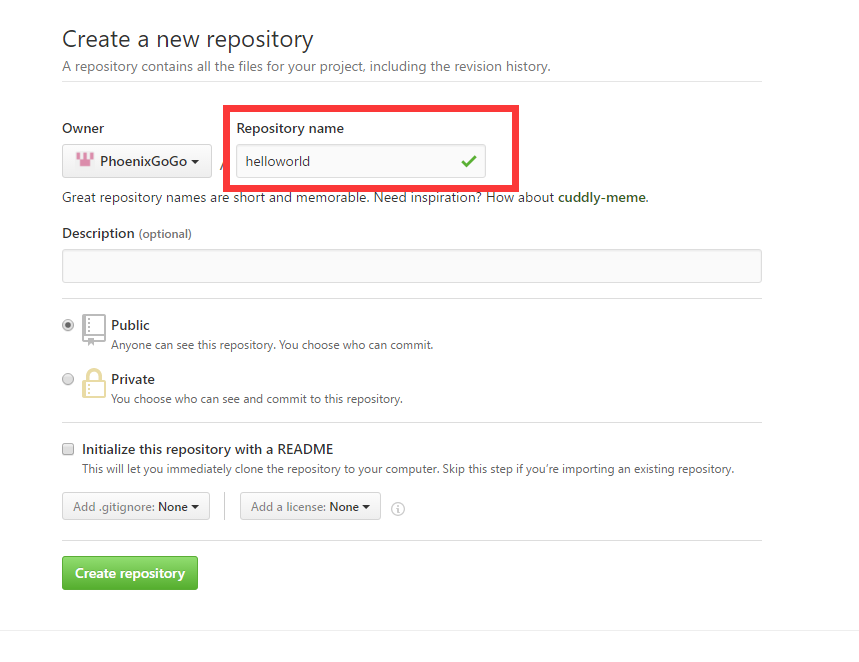 Create a new repository
A repository contains all the files for your project, including the revision history.
Owner Repository name
PhoenixGoGo / helloworld
Great repository names are short and memorable. Need inspiration? How about cuddly-meme.
Description (optional)
Public
Anyone can see this repository. You choose who can commit.
Private
You choose who can see and commit to this repository.
Initialize this repository with a README
This will let you immediately clone the repository to your computer. Skip this step if you’re importing an existing repository.
Add .gitignore: None Add a license: None
Create repository